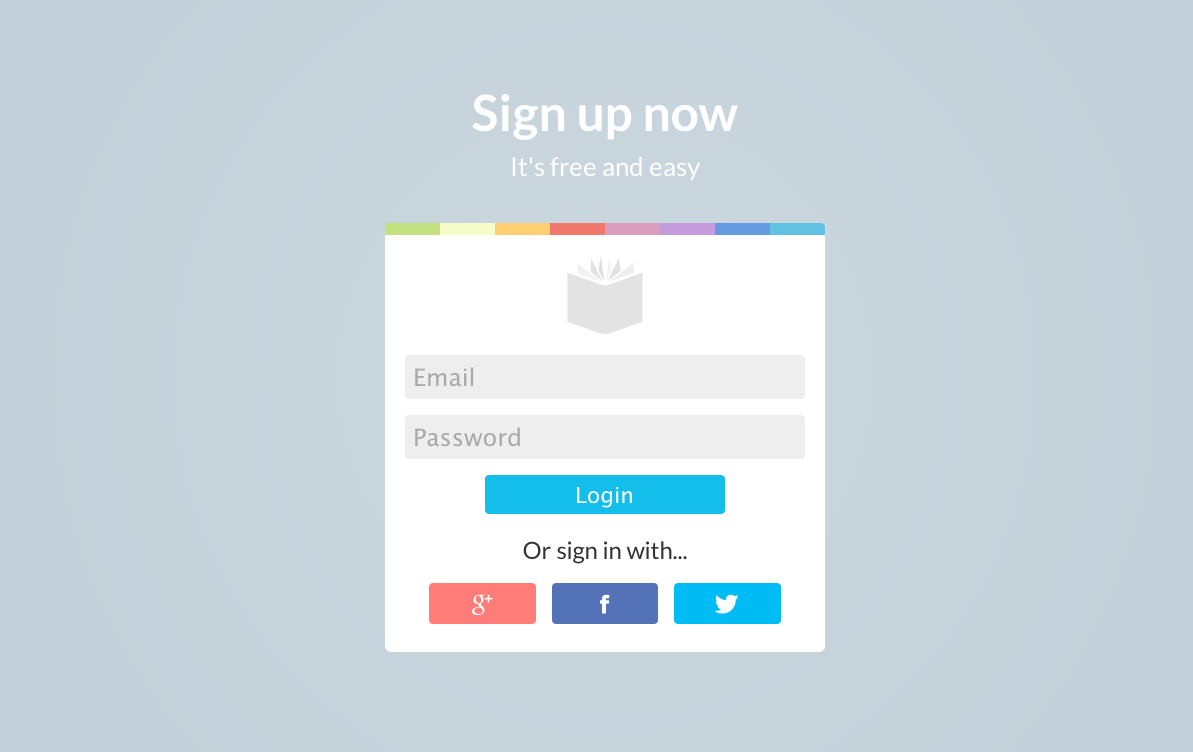 Sign up now
It's free and easy
Email
Password
Login
Or sign in with...
g+ f